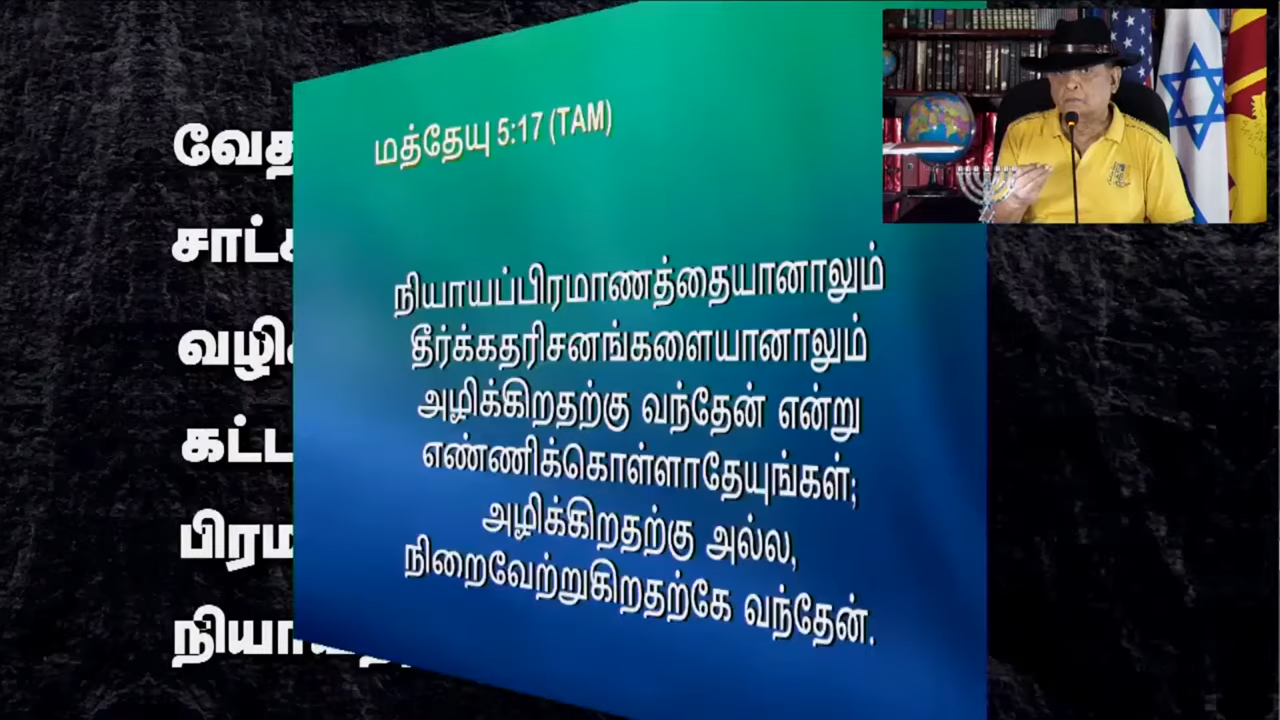 மத்தேயு 5:17 (TAM)
நியாயப்பிரமாணத்தையானாலும்
தீர்க்கதரிசனங்களையானாலும்
அழிக்கிறதற்கு வந்தேன் என்று
எண்ணிக்கொள்ளாதேயுங்கள்;
அழிக்கிறதற்கு அல்ல,
நிறைவேற்றுகிறதற்கே வந்தேன்.